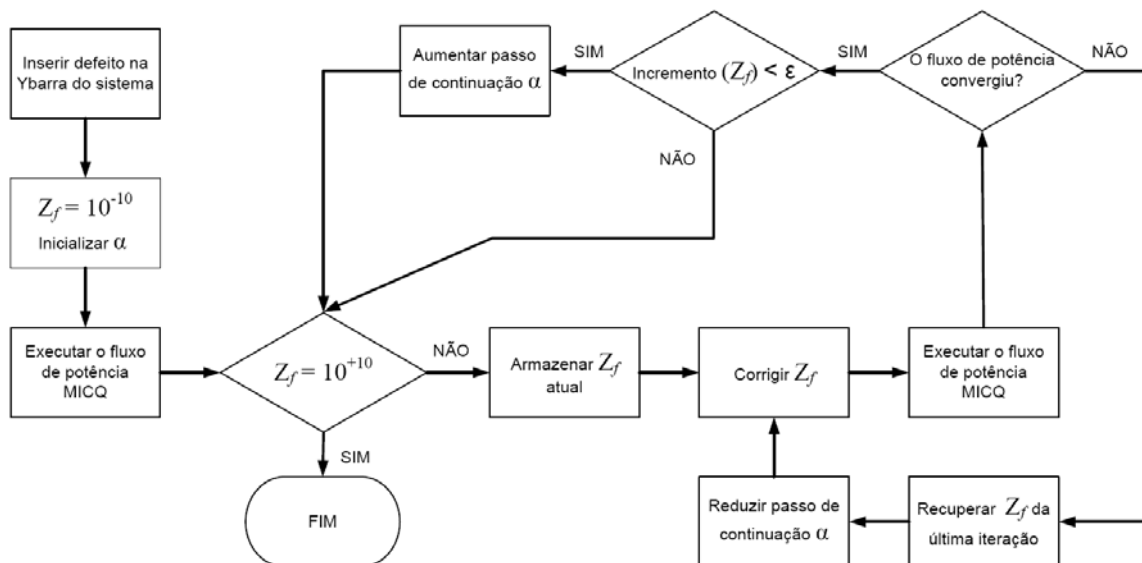 Inserir defeito na
Ybarra do sistema
Z_f = 10^-10
Inicializar α
Executar o fluxo
de potência
MICQ
Z_f = 10^+10
SIM
FIM
NÃO
Armazenar Z_f
atual
Corrigir Z_f
Executar o fluxo
de potência
MICQ
O fluxo de potência
convergiu?
NÃO
SIM
Incremento (Z_f) < ε
SIM
NÃO
Aumentar passo
de continuação α
Recuperar Z_f da
última iteração
Reduzir passo de
continuação α